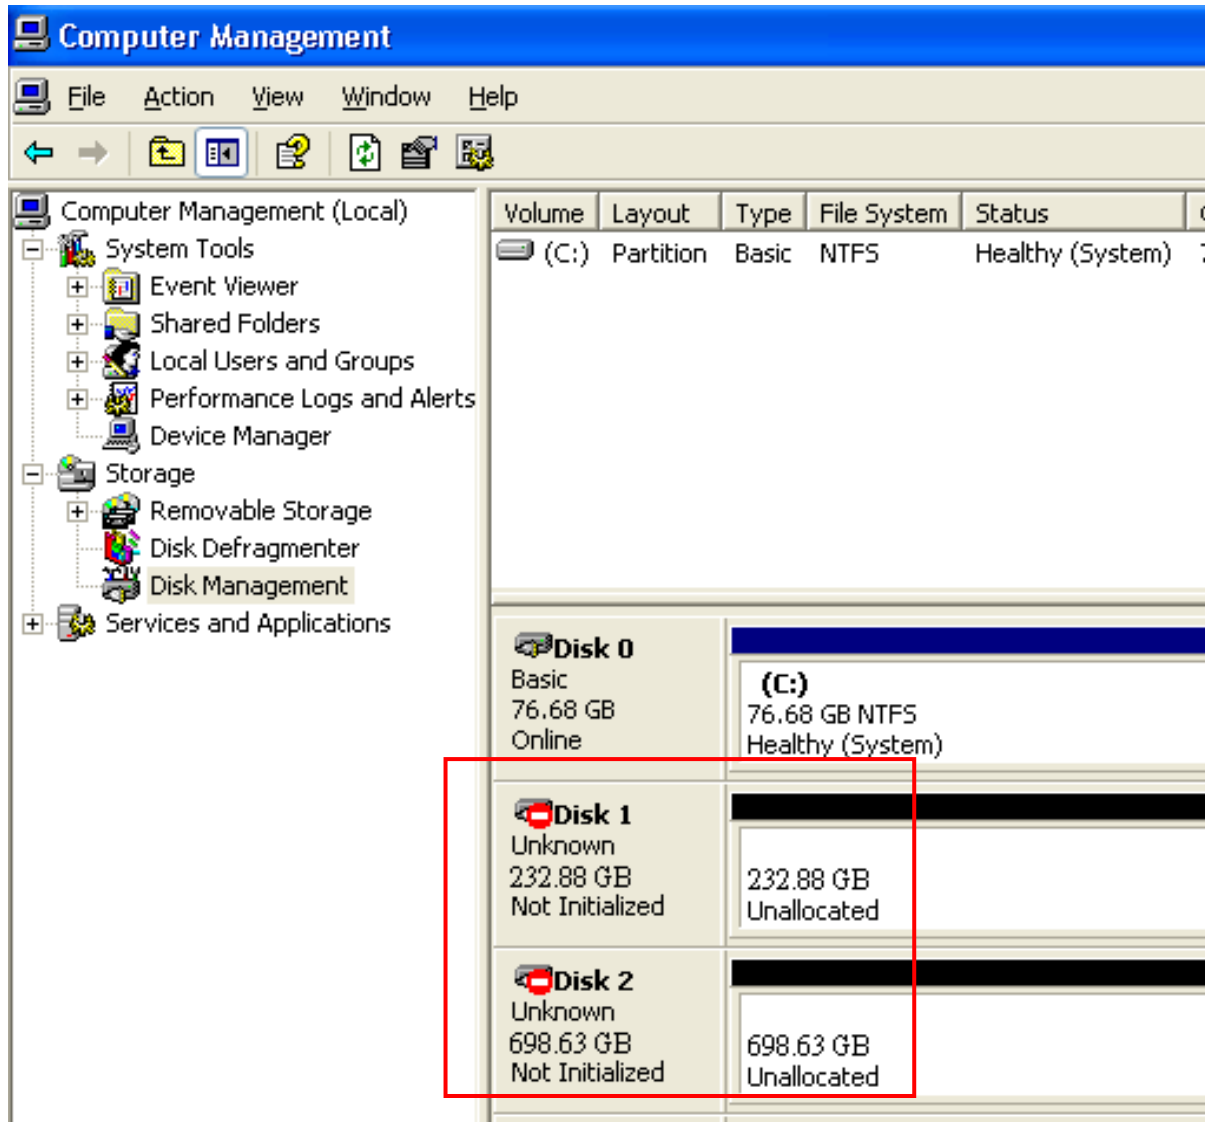 Computer Management
File Action View Window Help
Computer Management (Local)
System Tools
Event Viewer
Shared Folders
Local Users and Groups
Performance Logs and Alerts
Device Manager
Storage
Removable Storage
Disk Defragmenter
Disk Management
Services and Applications
Volume Layout Type File System Status
(C:) Partition Basic NTFS Healthy (System)
Disk 0
Basic
76.68 GB
Online
(C:)
76.68 GB NTFS
Healthy (System)
Disk 1
Unknown
232.88 GB
Not Initialized
232.88 GB
Unallocated
Disk 2
Unknown
698.63 GB
Not Initialized
698.63 GB
Unallocated